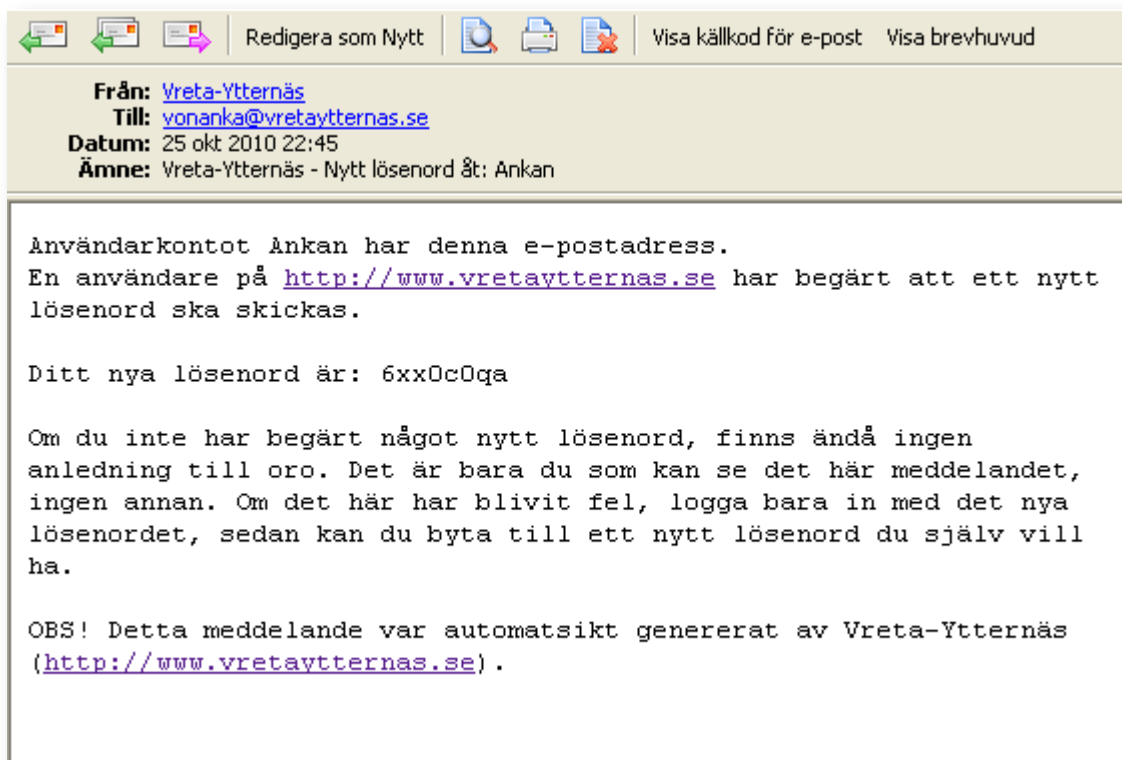 Redigera som Nytt Visa källkod för e-post Visa brevhuvud
Från: Vreta-Ytternäs
Till: vonanka@vretaytternas.se
Datum: 25 okt 2010 22:45
Ämne: Vreta-Ytternäs - Nytt lösenord åt: Ankan
Användarkontot Ankan har denna e-postadress.
En användare på http://www.vretaytternas.se har begärt att ett nytt
lösenord ska skickas.
Ditt nya lösenord är: 6xx0c0qa
Om du inte har begärt något nytt lösenord, finns ändå ingen
anledning till oro. Det är bara du som kan se det här meddelandet,
ingen annan. Om det här har blivit fel, logga bara in med det nya
lösenordet, sedan kan du byta till ett nytt lösenord du själv vill
ha.
OBS! Detta meddelande var automatsikt genererat av Vreta-Ytternäs
(http://www.vretaytternas.se).